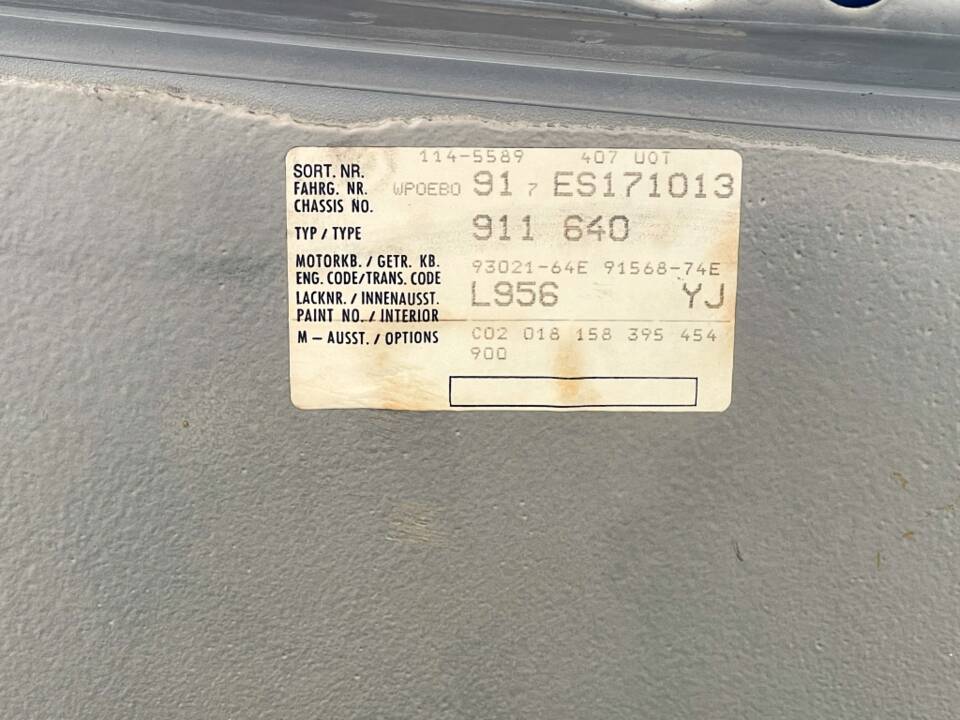 114-5589 407 UOT
SORT. NR.
FAHRG. NR. WP0EB0 91 7 ES171013
CHASSIS NO.
TYP / TYPE 911 640
MOTORKB. / GETR. KB. 93021-64E 91568-74E
ENG. CODE/TRANS. CODE
LACKNR. / INNENAUSST. L956 YJ
PAINT NO. / INTERIOR
M – AUSST. / OPTIONS C02 018 158 395 454
900